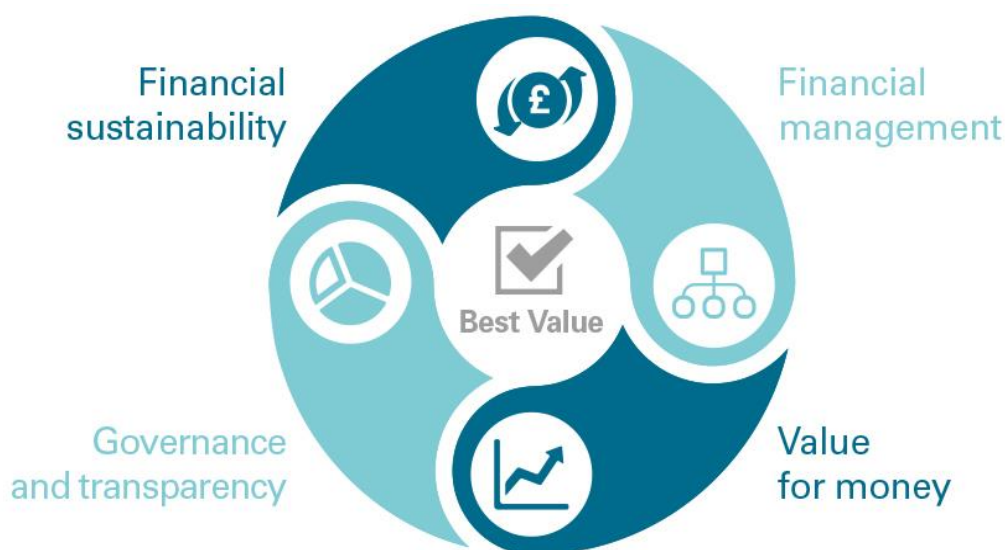 Financial
sustainability
£
Financial
management
Best Value
Governance
and transparency
Value
for money